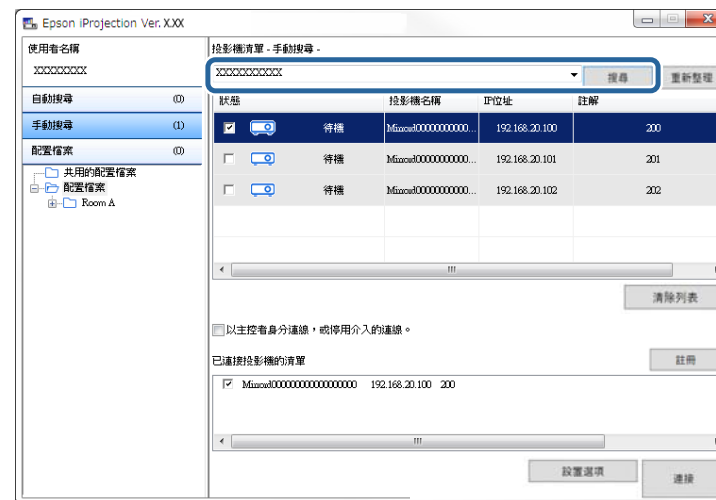 Epson iProjection Ver. X.XX
使用者名稱
XXXXXXXXX
自動搜尋 (0)
手動搜尋 (1)
配置檔案 (0)
共用的配置檔案
配置檔案
Room A
投影機清單 - 手動搜尋 -
XXXXXXXXXX 搜尋 重新整理
狀態 投影機名稱 IP位址 註解
待機 192.168.20.100 200
待機 192.168.20.101 201
待機 192.168.20.102 202
清除列表
以主控者身分連線，或停用介入的連線。
已連接投影機的清單 註冊
192.168.20.100 200
設置選項 連接